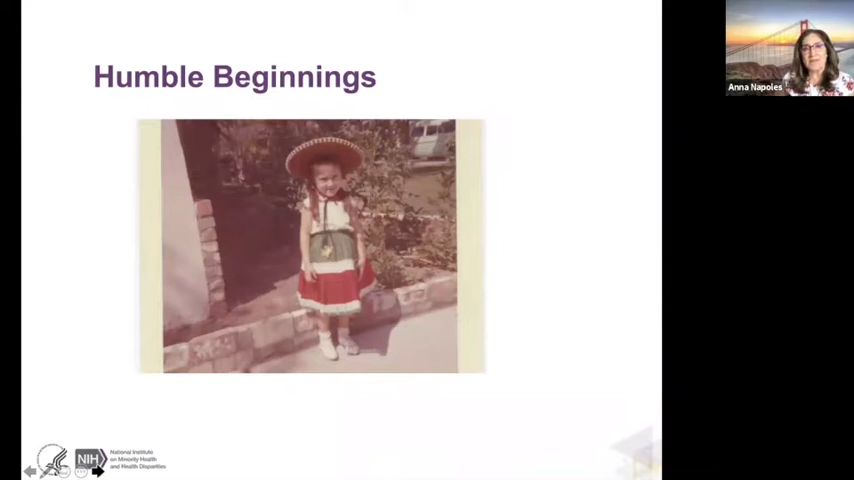 Humble Beginnings
Anna Napoles
NIH
National Institute
on Minority Health
and Health Disparities